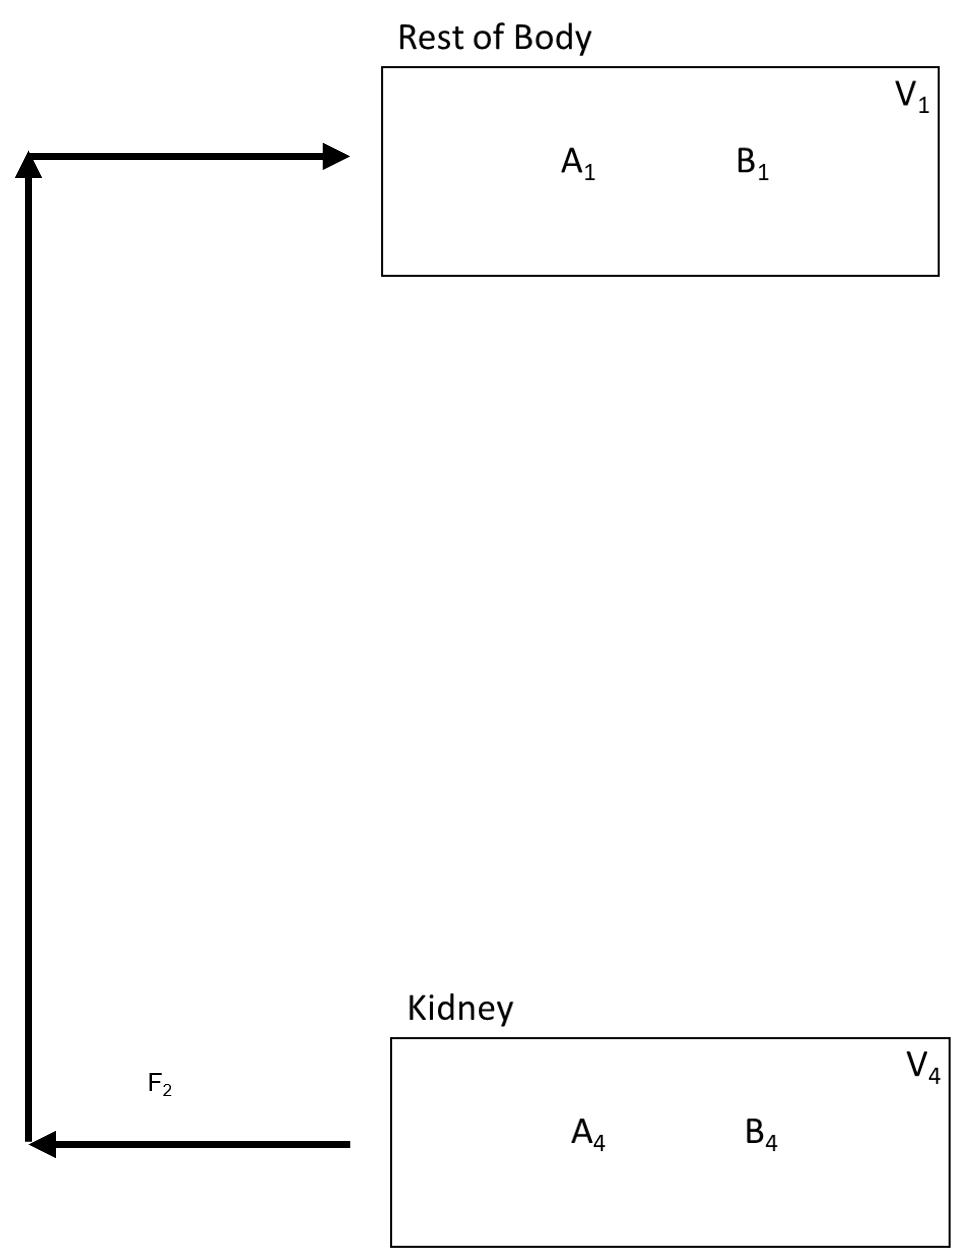 Rest of Body
V₁
A₁ B₁
Kidney
V₄
F₂
A₄ B₄